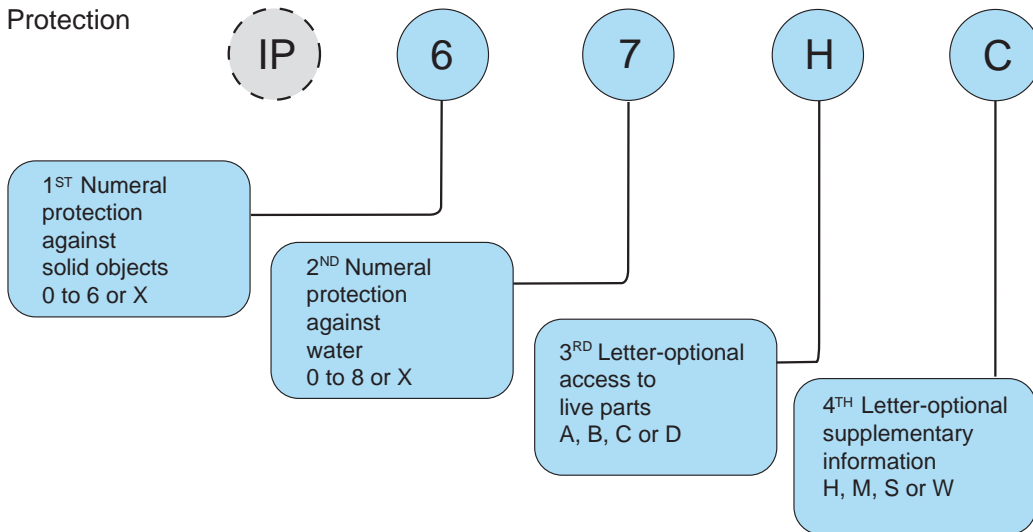 Protection
IP 6 7 H C
1ST Numeral
protection
against
solid objects
0 to 6 or X
2ND Numeral
protection
against
water
0 to 8 or X
3RD Letter-optional
access to
live parts
A, B, C or D
4TH Letter-optional
supplementary
information
H, M, S or W